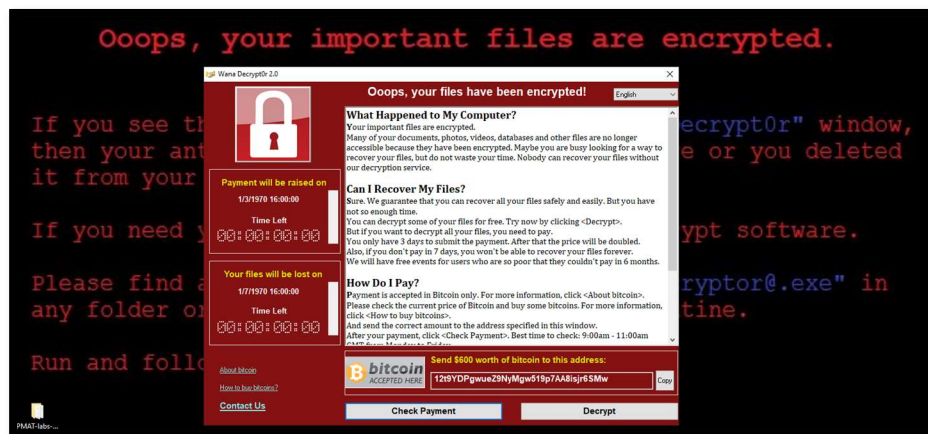 Ooops, your important files are encrypted.
If you see th
ecrypt0r" window,
then your ant
e or you deleted
it from your
If you need y
ypt software.
Please find a
ryptor@.exe" in
any folder or
tine.
Run and follo
PMAT-labs-...
Wana Decrypt0r 2.0
Ooops, your files have been encrypted!
English
Payment will be raised on
1/3/1970 16:00:00
Time Left
00:00:00:00
Your files will be lost on
1/7/1970 16:00:00
Time Left
00:00:00:00
About bitcoin
How to buy bitcoins?
Contact Us
What Happened to My Computer?
Your important files are encrypted.
Many of your documents, photos, videos, databases and other files are no longer
accessible because they have been encrypted. Maybe you are busy looking for a way to
recover your files, but do not waste your time. Nobody can recover your files without
our decryption service.
Can I Recover My Files?
Sure. We guarantee that you can recover all your files safely and easily. But you have
not so enough time.
You can decrypt some of your files for free. Try now by clicking <Decrypt>.
But if you want to decrypt all your files, you need to pay.
You only have 3 days to submit the payment. After that the price will be doubled.
Also, if you don't pay in 7 days, you won't be able to recover your files forever.
We will have free events for users who are so poor that they couldn't pay in 6 months.
How Do I Pay?
Payment is accepted in Bitcoin only. For more information, click <About bitcoin>.
Please check the current price of Bitcoin and buy some bitcoins. For more information,
click <How to buy bitcoins>.
And send the correct amount to the address specified in this window.
After your payment, click <Check Payment>. Best time to check: 9:00am - 11:00am
GMT from Monday to Friday.
bitcoin
ACCEPTED HERE
Send $600 worth of bitcoin to this address:
12t9YDPgwueZ9NyMgw519p7AA8isjr6SMw
Copy
Check Payment
Decrypt